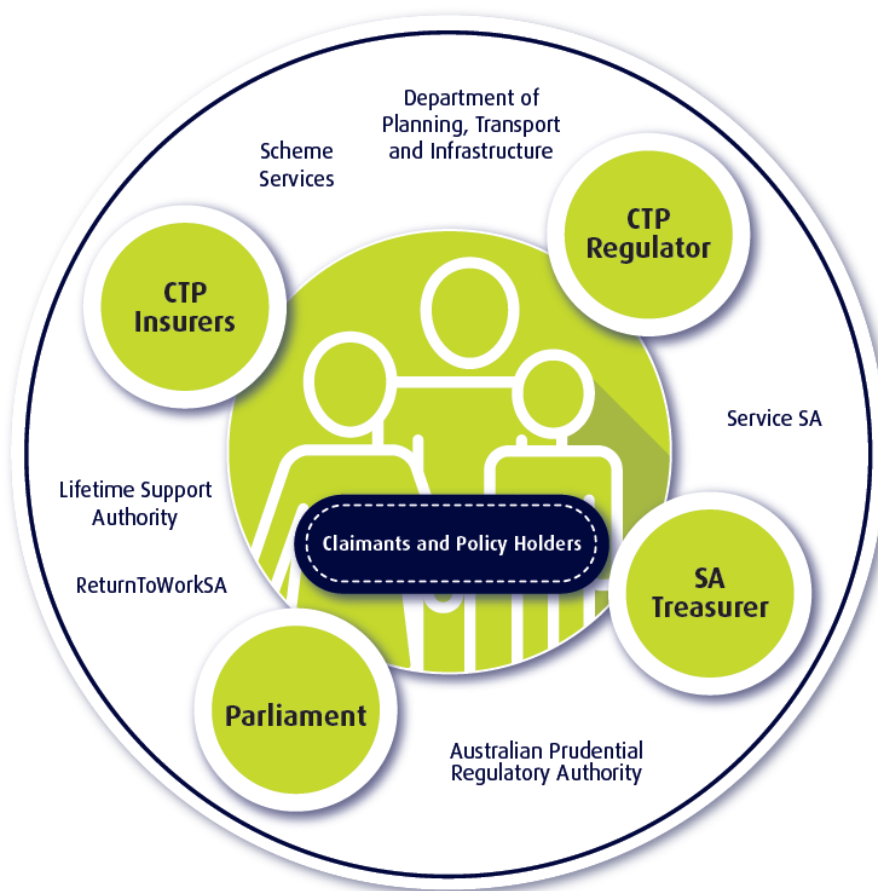 Department of
Planning, Transport
and Infrastructure
Scheme
Services
CTP
Regulator
CTP
Insurers
Service SA
Lifetime Support
Authority
Claimants and Policy Holders
ReturnToWorkSA
SA
Treasurer
Parliament
Australian Prudential
Regulatory Authority